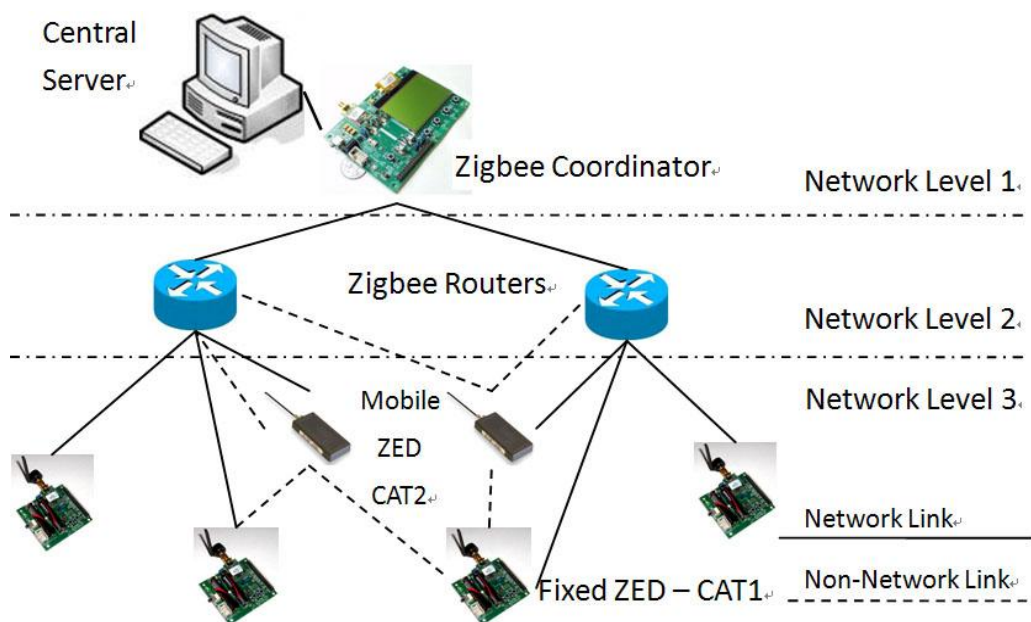 Central
Server
Zigbee Coordinator
Network Level 1
Zigbee Routers
Network Level 2
Mobile
ZED
CAT2
Network Level 3
Network Link
Fixed ZED – CAT1
Non-Network Link